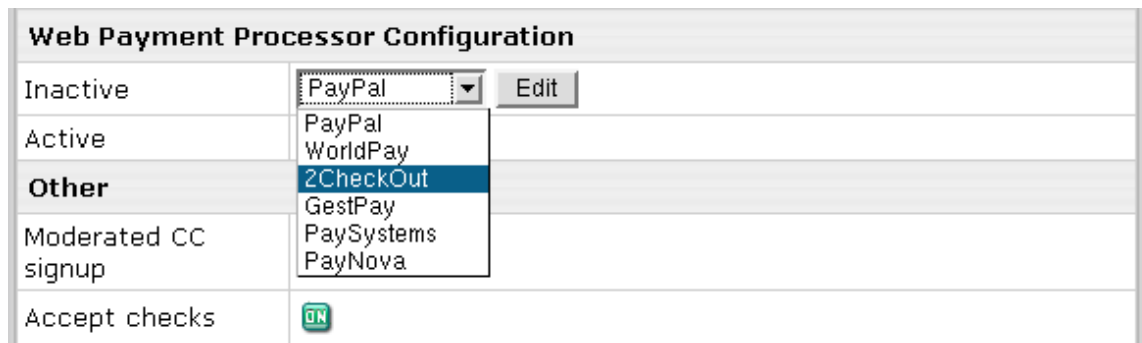 Web Payment Processor Configuration
Inactive
PayPal
Edit
Active
PayPal
WorldPay
2CheckOut
GestPay
PaySystems
PayNova
Other
Moderated CC
signup
Accept checks
ON